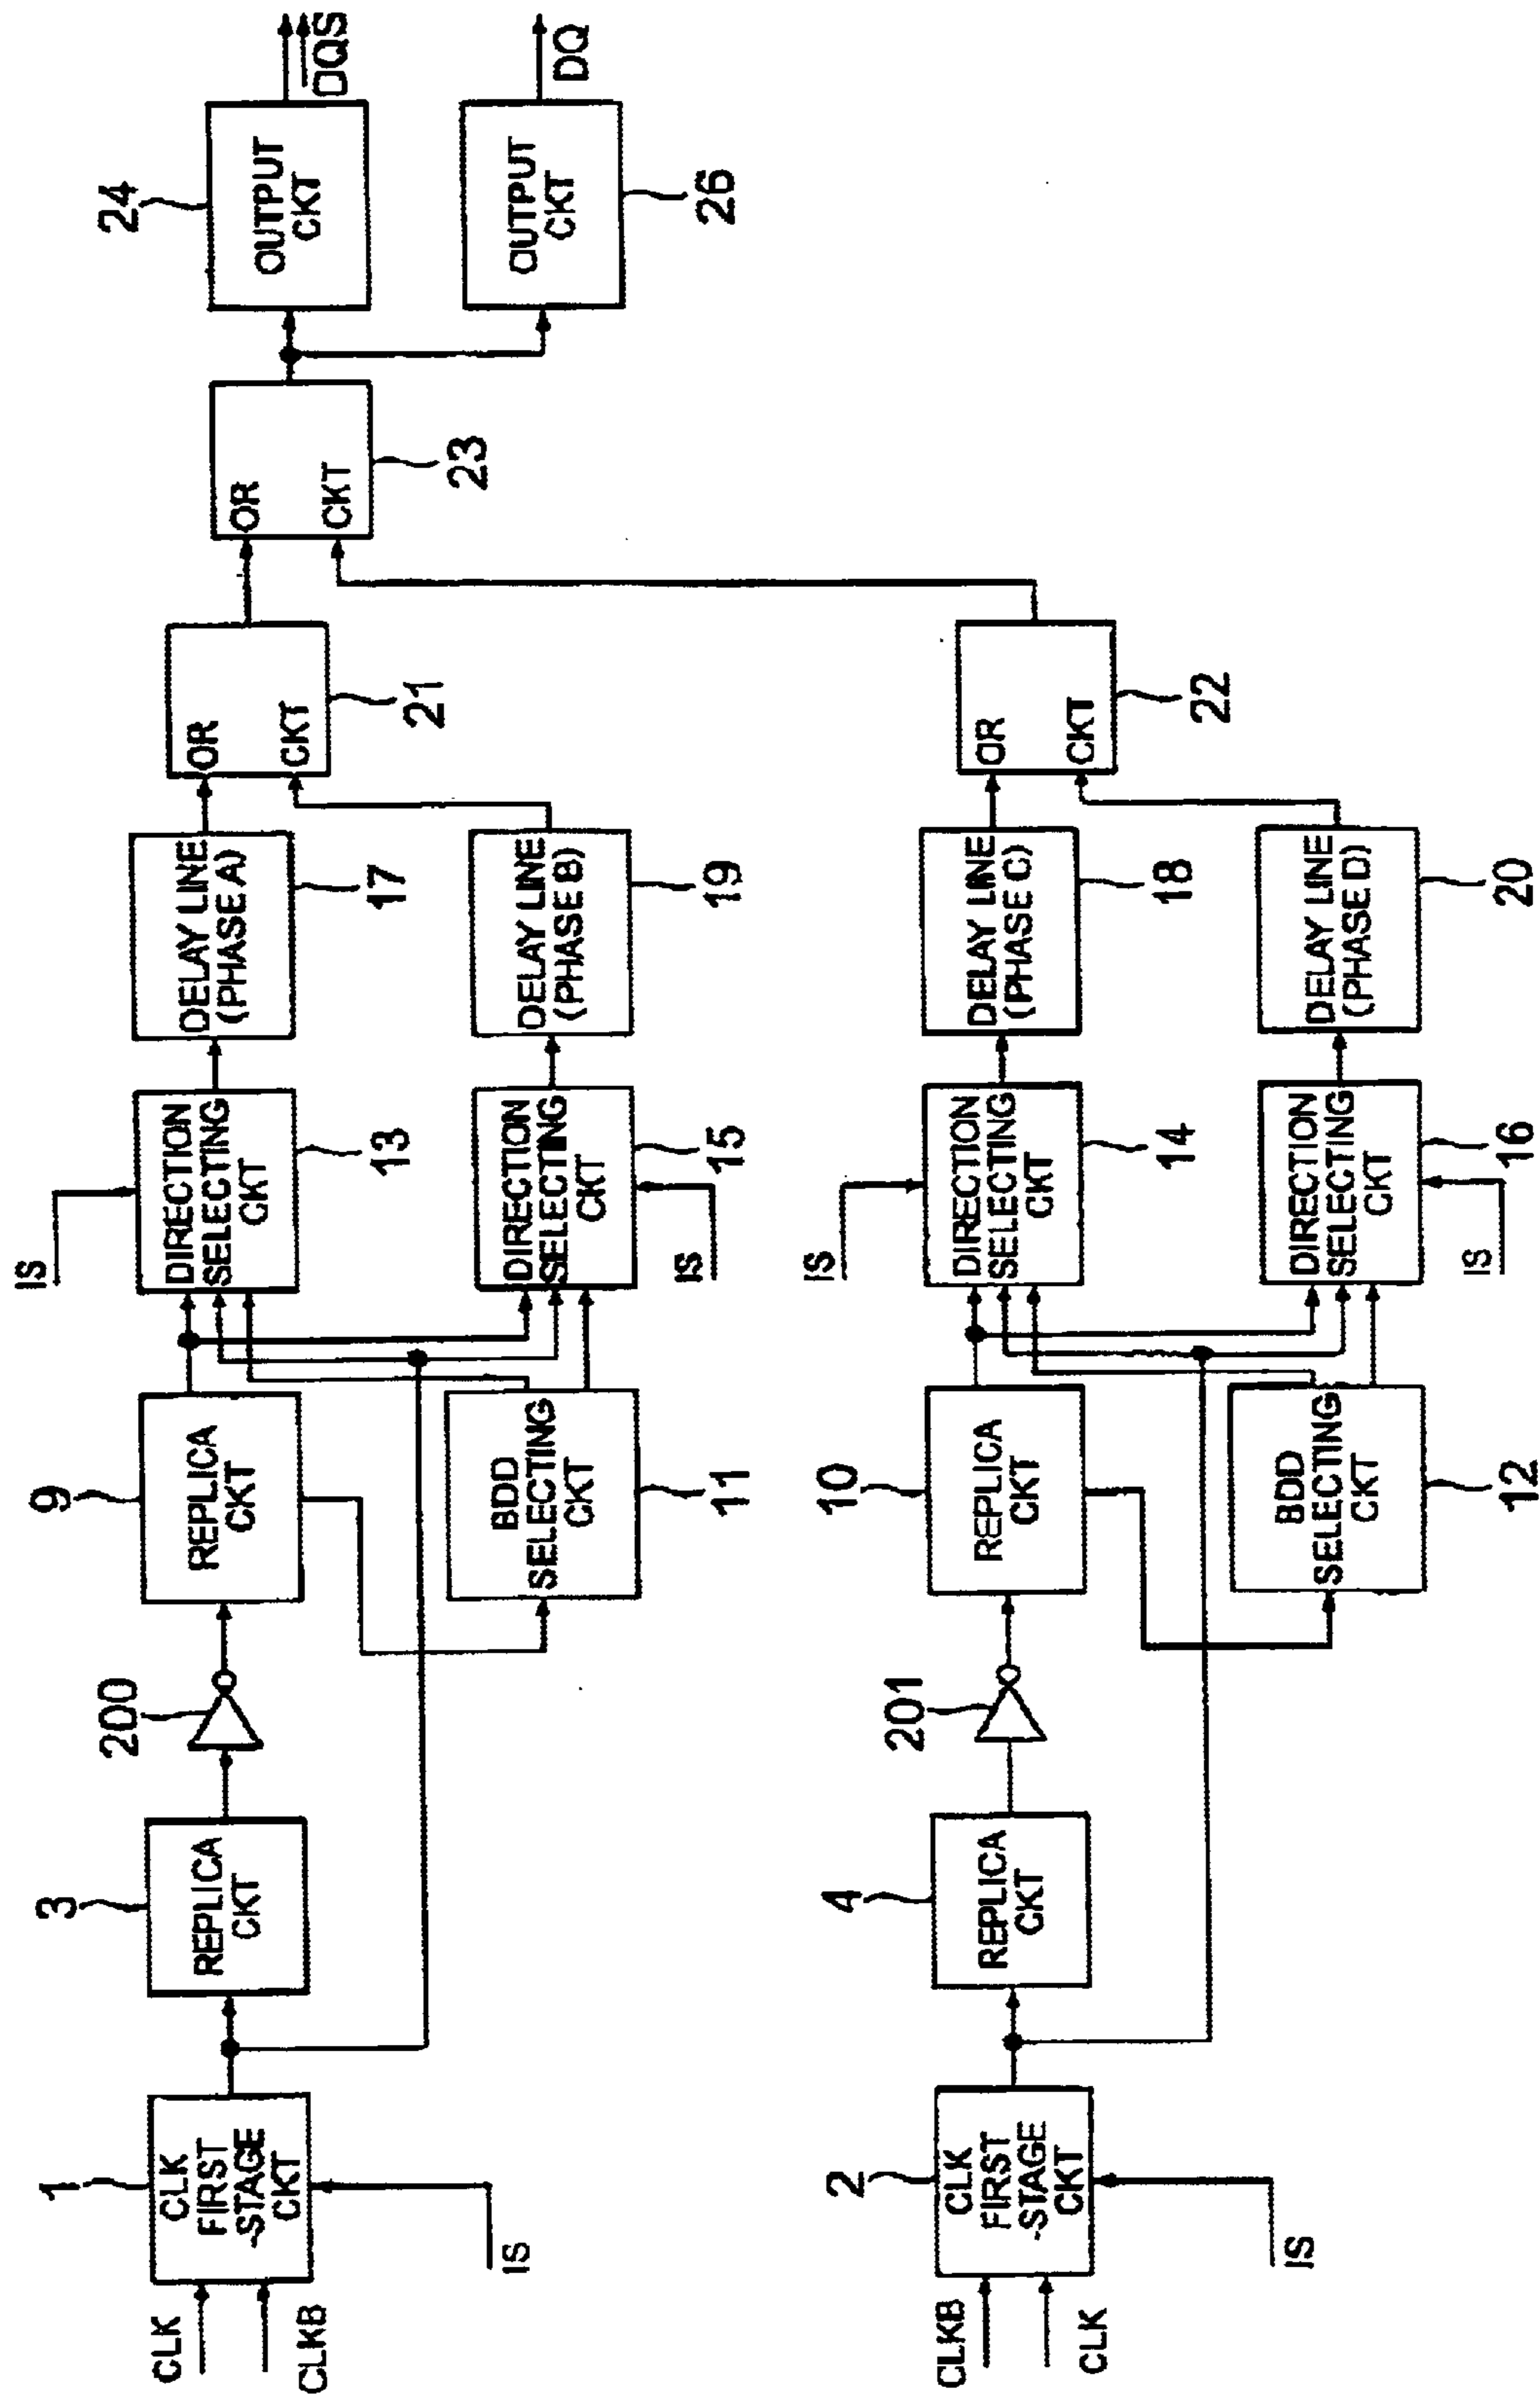 CLK
CLKB
1
CLK
FIRST
-STAGE
CKT
IS
3
REPLICA
CKT
200
9
REPLICA
CKT
11
BDD
SELECTING
CKT
IS
DIRECTION
SELECTING
CKT
13
DIRECTION
SELECTING
CKT
15
IS
DELAY LINE
(PHASE A)
17
DELAY LINE
(PHASE B)
19
OR
CKT
21
OR
CKT
23
24
OUTPUT
CKT
DQS
OUTPUT
CKT
26
DQ
CLKB
CLK
2
CLK
FIRST
-STAGE
CKT
IS
4
REPLICA
CKT
201
10
REPLICA
CKT
BDD
SELECTING
CKT
12
IS
DIRECTION
SELECTING
CKT
14
DIRECTION
SELECTING
CKT
16
IS
DELAY LINE
(PHASE C)
18
DELAY LINE
(PHASE D)
20
OR
CKT
22